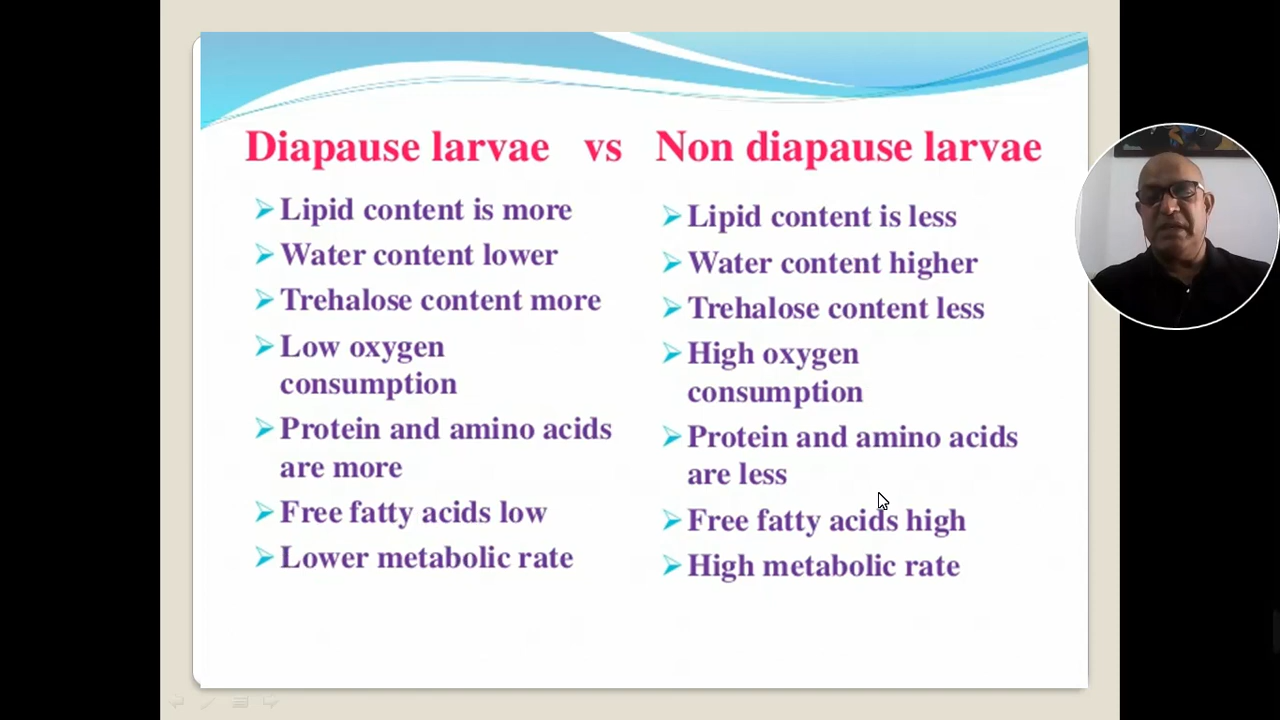 Diapause larvae vs Non diapause larvae
➢Lipid content is more
➢Water content lower
➢Trehalose content more
➢Low oxygen
consumption
➢Protein and amino acids
are more
➢Free fatty acids low
➢Lower metabolic rate
➢Lipid content is less
➢Water content higher
➢Trehalose content less
➢High oxygen
consumption
➢Protein and amino acids
are less
➢Free fatty acids high
➢High metabolic rate